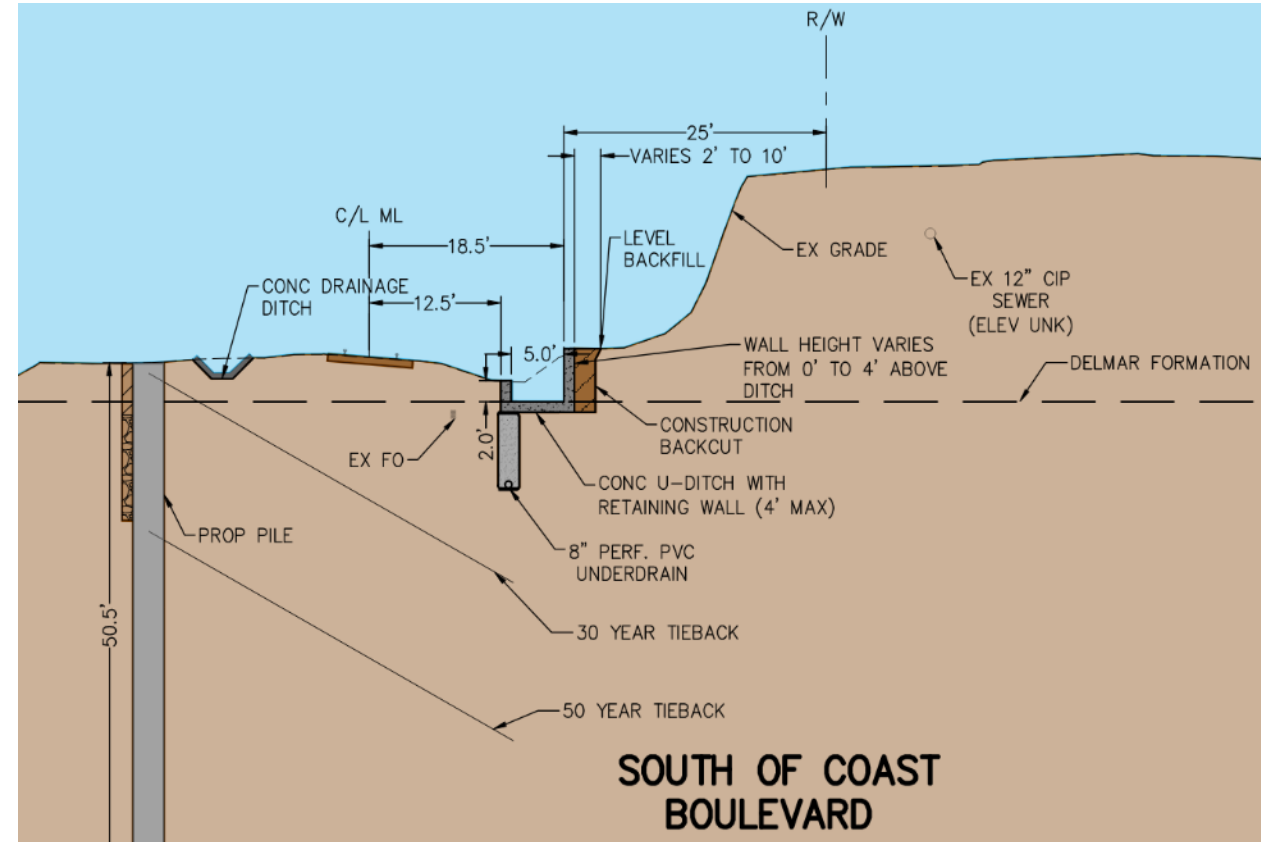 R/W
25'
VARIES 2' TO 10'
C/L ML
18.5'
LEVEL
BACKFILL
EX GRADE
CONC DRAINAGE
DITCH
12.5'
EX 12" CIP
SEWER
(ELEV UNK)
5.0'
WALL HEIGHT VARIES
FROM 0' TO 4' ABOVE
DITCH
DELMAR FORMATION
CONSTRUCTION
BACKCUT
2.0'
EX FO
CONC U-DITCH WITH
RETAINING WALL (4' MAX)
PROP PILE
8" PERF. PVC
UNDERDRAIN
50.5'
30 YEAR TIEBACK
50 YEAR TIEBACK
SOUTH OF COAST
BOULEVARD